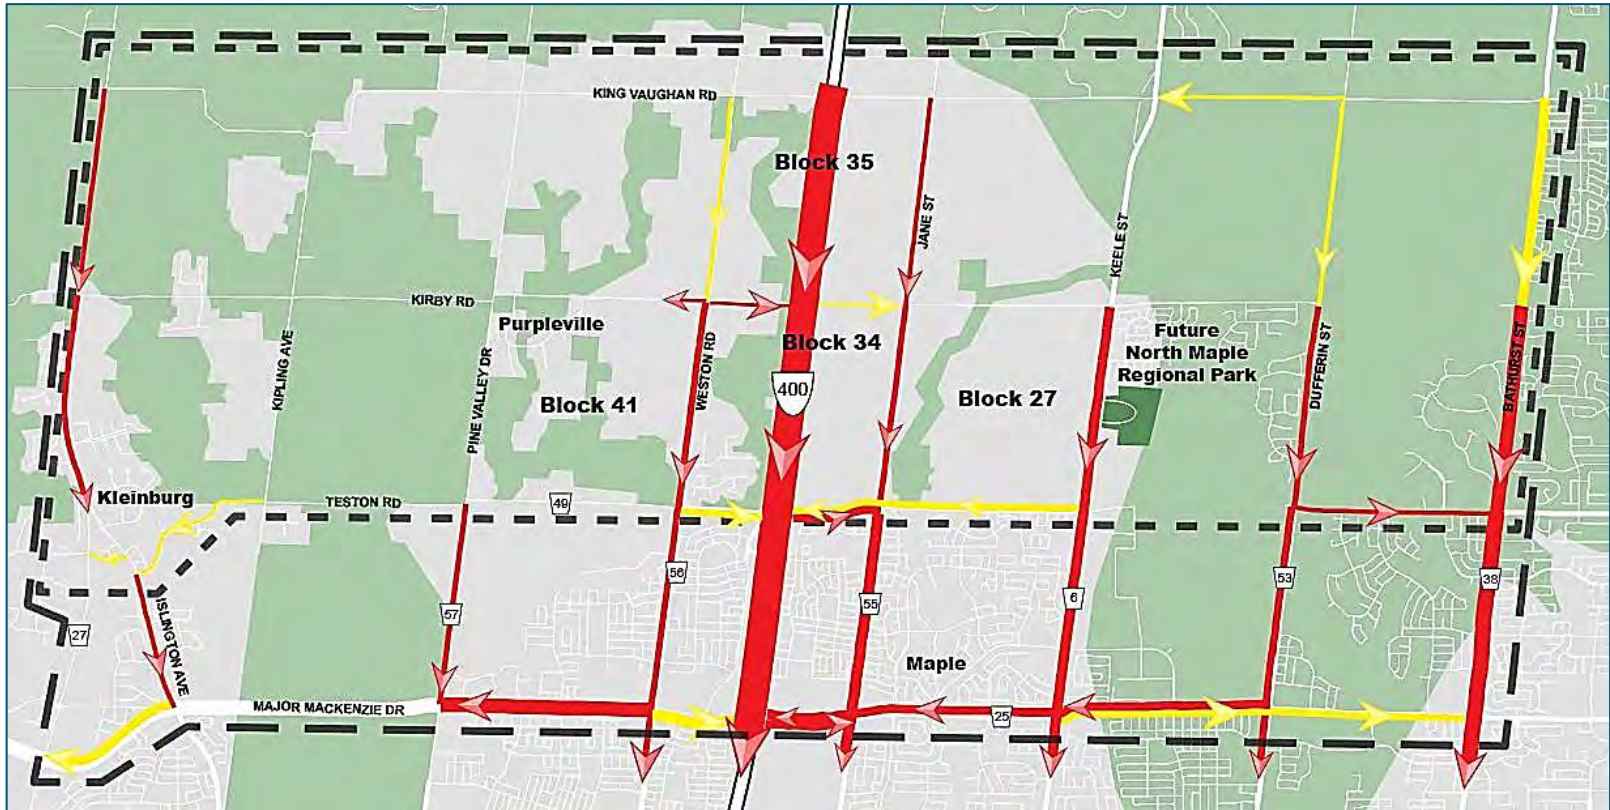 KING VAUGHAN RD
Block 35
JANE ST
KEELE ST
KIRBY RD
Purpleville
Block 34
Future
North Maple
Regional Park
KIPLING AVE
PINE VALLEY DR
WESTON RD
400
DUFFERIN ST
BATHURST ST
Block 41
Block 27
Kleinburg
TESTON RD
49
56
53
38
55
6
57
27
ISLINGTON AVE
Maple
MAJOR MACKENZIE DR
25